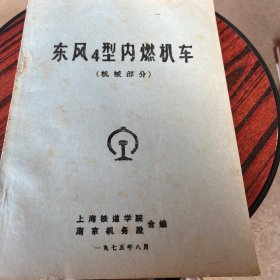 东风4型内燃机车
(机械部分)
上海铁道学院
南京机务段
合编
一九七五年八月